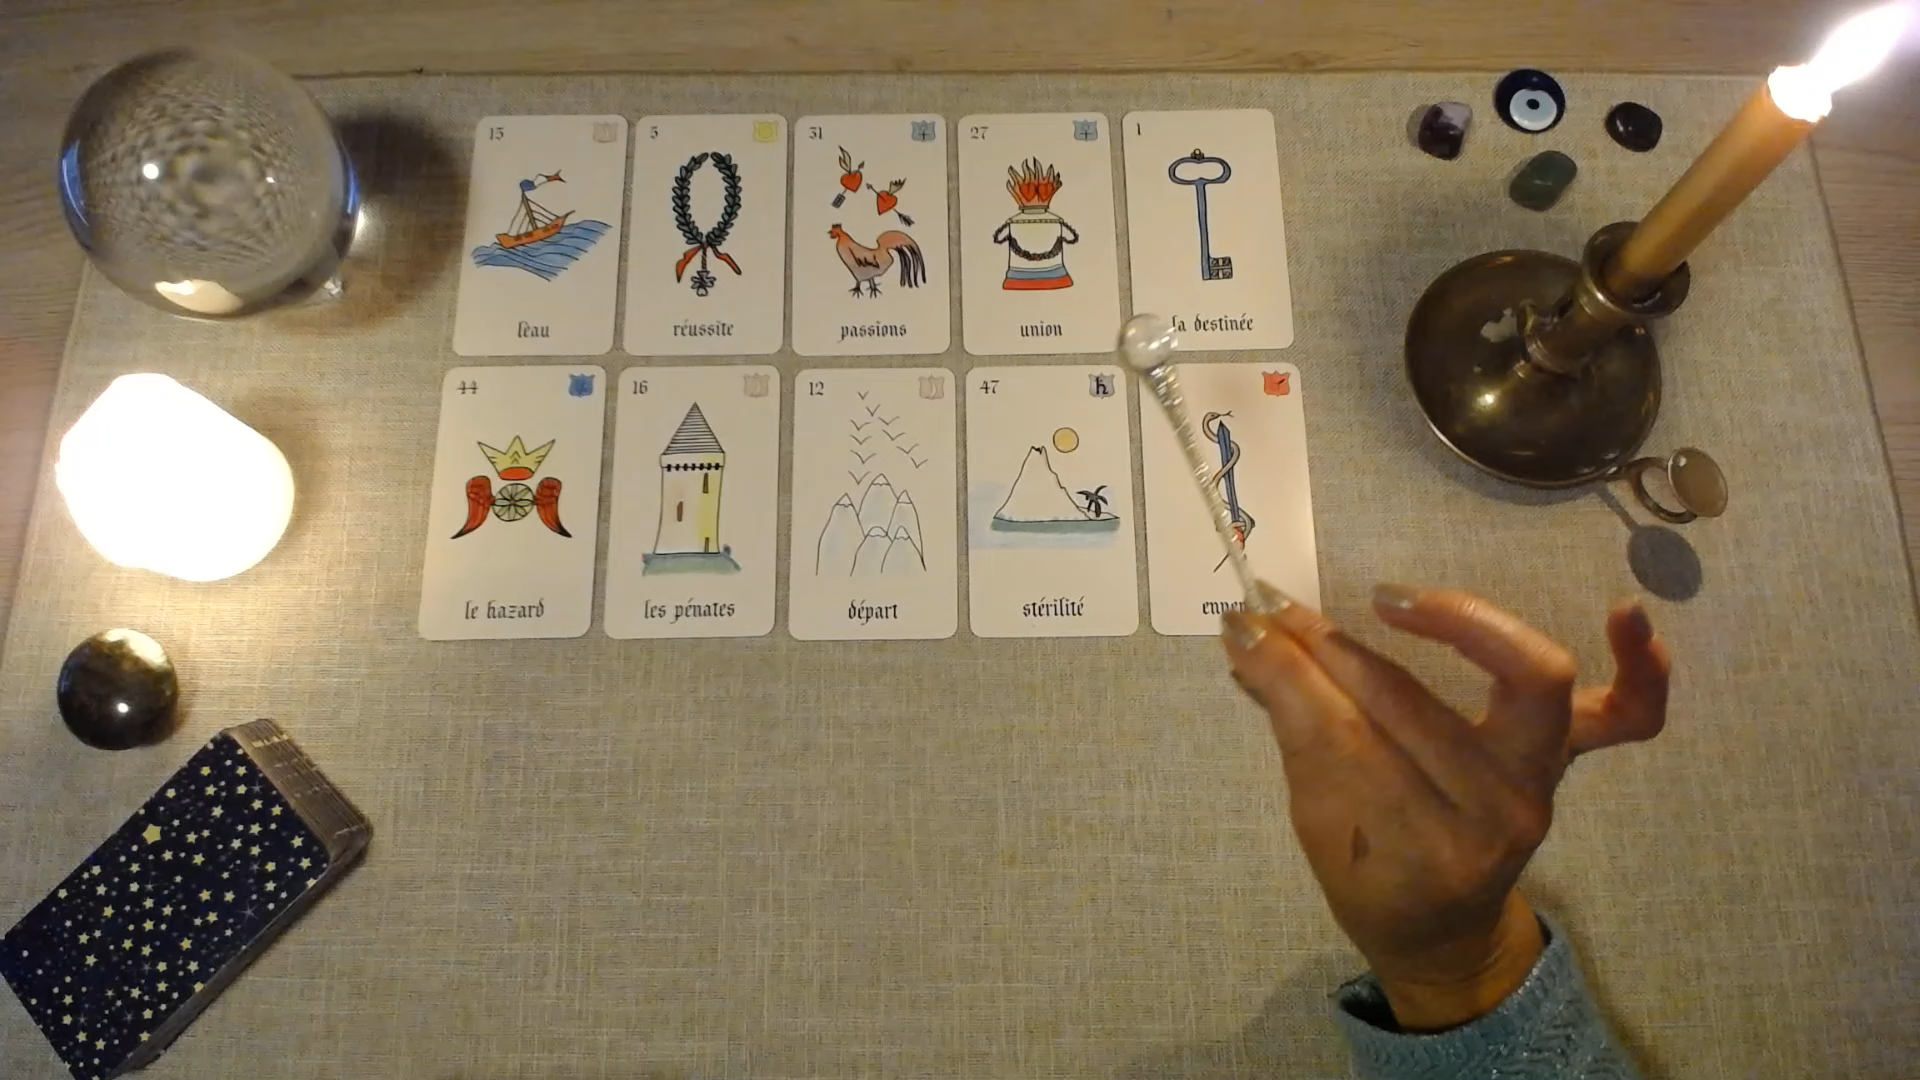 15
lèau
5
réussite
31
passions
27
union
1
la destinée
44
le hazard
16
les pénates
12
départ
47
stérilité